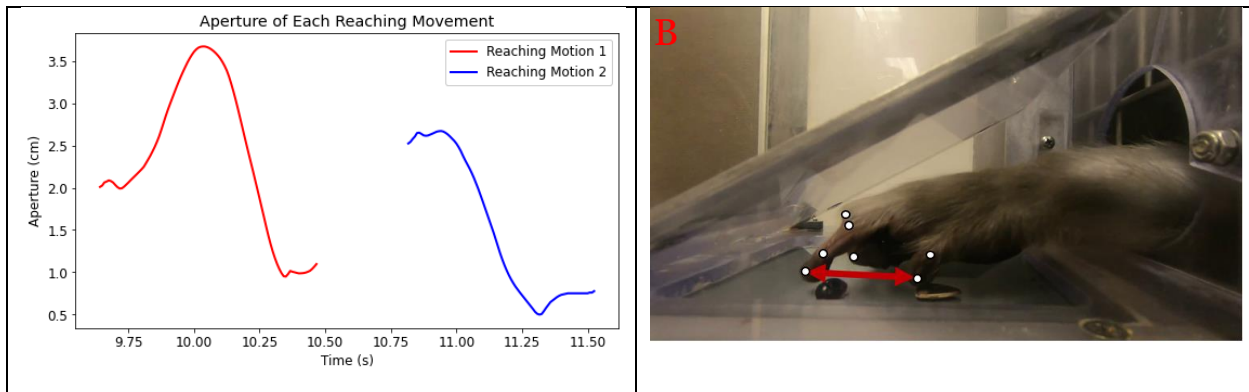 Aperture of Each Reaching Movement
Reaching Motion 1
Reaching Motion 2
Aperture (cm)
3.5
3.0
2.5
2.0
1.5
1.0
0.5
9.75 10.00 10.25 10.50 10.75 11.00 11.25 11.50
Time (s)
B